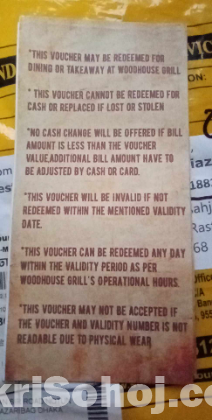 *THIS VOUCHER MAY BE REDEEMED FOR
DINING OR TAKEAWAY AT WOODHOUSE GRILL
* THIS VOUCHER CANNOT BE REDEEMED FOR
CASH OR REPLACED IF LOST OR STOLEN
*NO CASH CHANGE WILL BE OFFERED IF BILL
AMOUNT IS LESS THAN THE VOUCHER
VALUE,ADDITIONAL BILL AMOUNT HAVE TO
BE ADJUSTED BY CASH OR CARD.
*THIS VOUCHER WILL BE INVALID IF NOT
REDEEMED WITHIN THE MENTIONED VALIDITY
DATE.
*THIS VOUCHER CAN BE REDEEMED ANY DAY
WITHIN THE VALIDITY PERIOD AS PER
WOODHOUSE GRILL'S OPERATIONAL HOURS.
*THIS VOUCHER MAY NOT BE ACCEPTED IF
THE VOUCHER AND VALIDITY NUMBER IS NOT
READABLE DUE TO PHYSICAL WEAR
kriSohoj.com